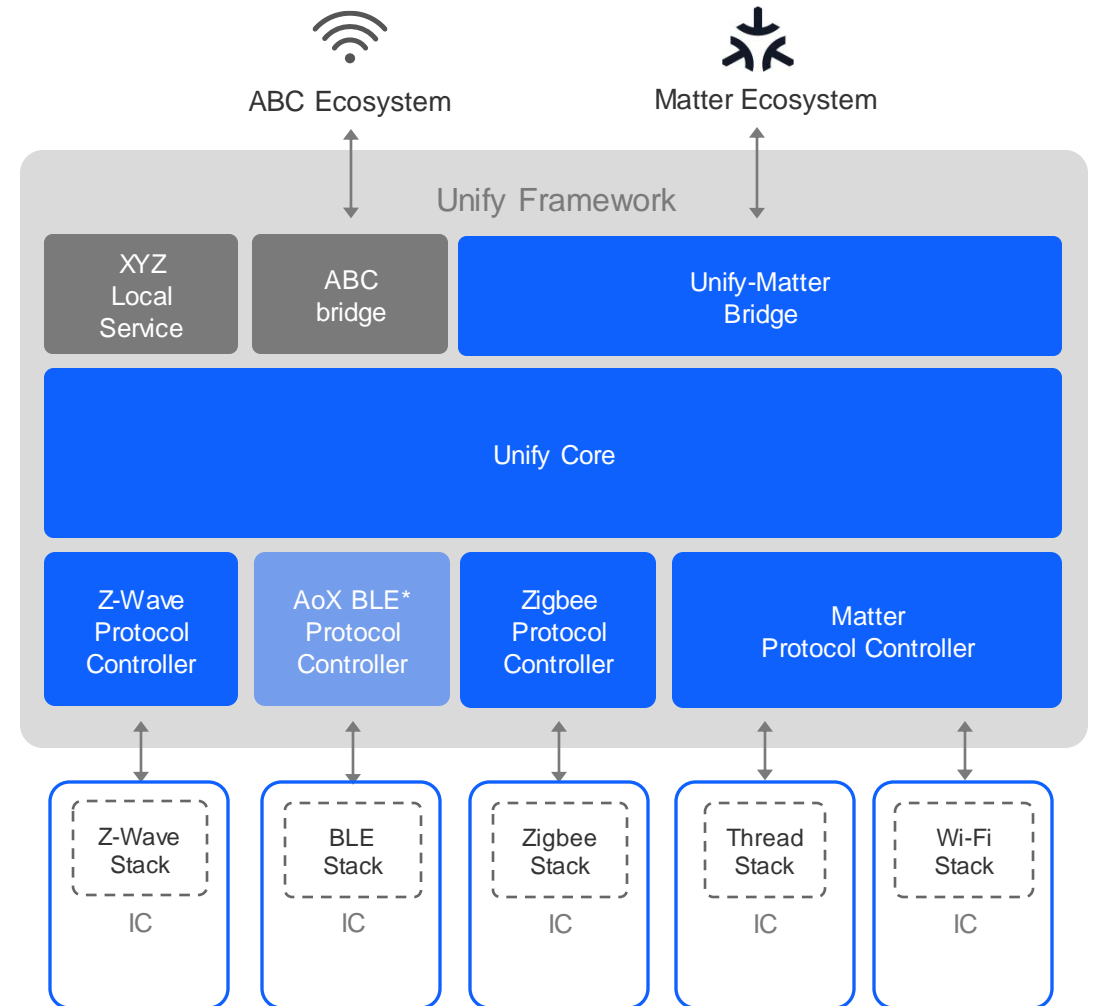 ABC Ecosystem
Matter Ecosystem
Unify Framework
XYZ
Local
Service
ABC
bridge
Unify-Matter
Bridge
Unify Core
Z-Wave
Protocol
Controller
AoX BLE*
Protocol
Controller
Zigbee
Protocol
Controller
Matter
Protocol Controller
Z-Wave
Stack
IC
BLE
Stack
IC
Zigbee
Stack
IC
Thread
Stack
IC
Wi-Fi
Stack
IC